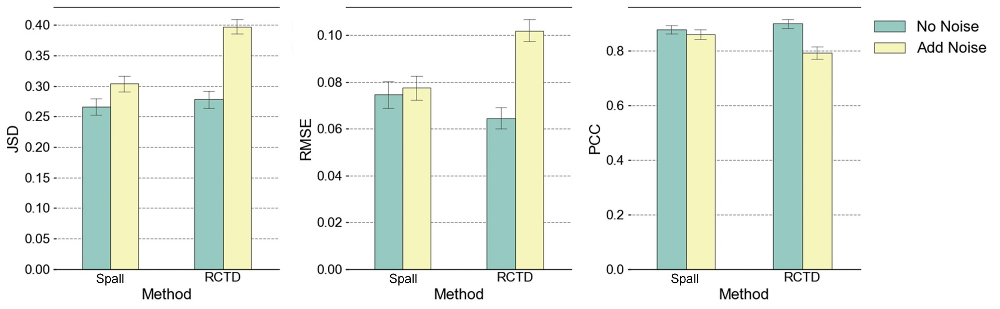 JSD
0.40
0.35
0.30
0.25
0.20
0.15
0.10
0.05
0.00
Spall
RCTD
Method
RMSE
0.10
0.08
0.06
0.04
0.02
0.00
Spall
RCTD
Method
PCC
0.8
0.6
0.4
0.2
0.0
Spall
RCTD
Method
No Noise
Add Noise